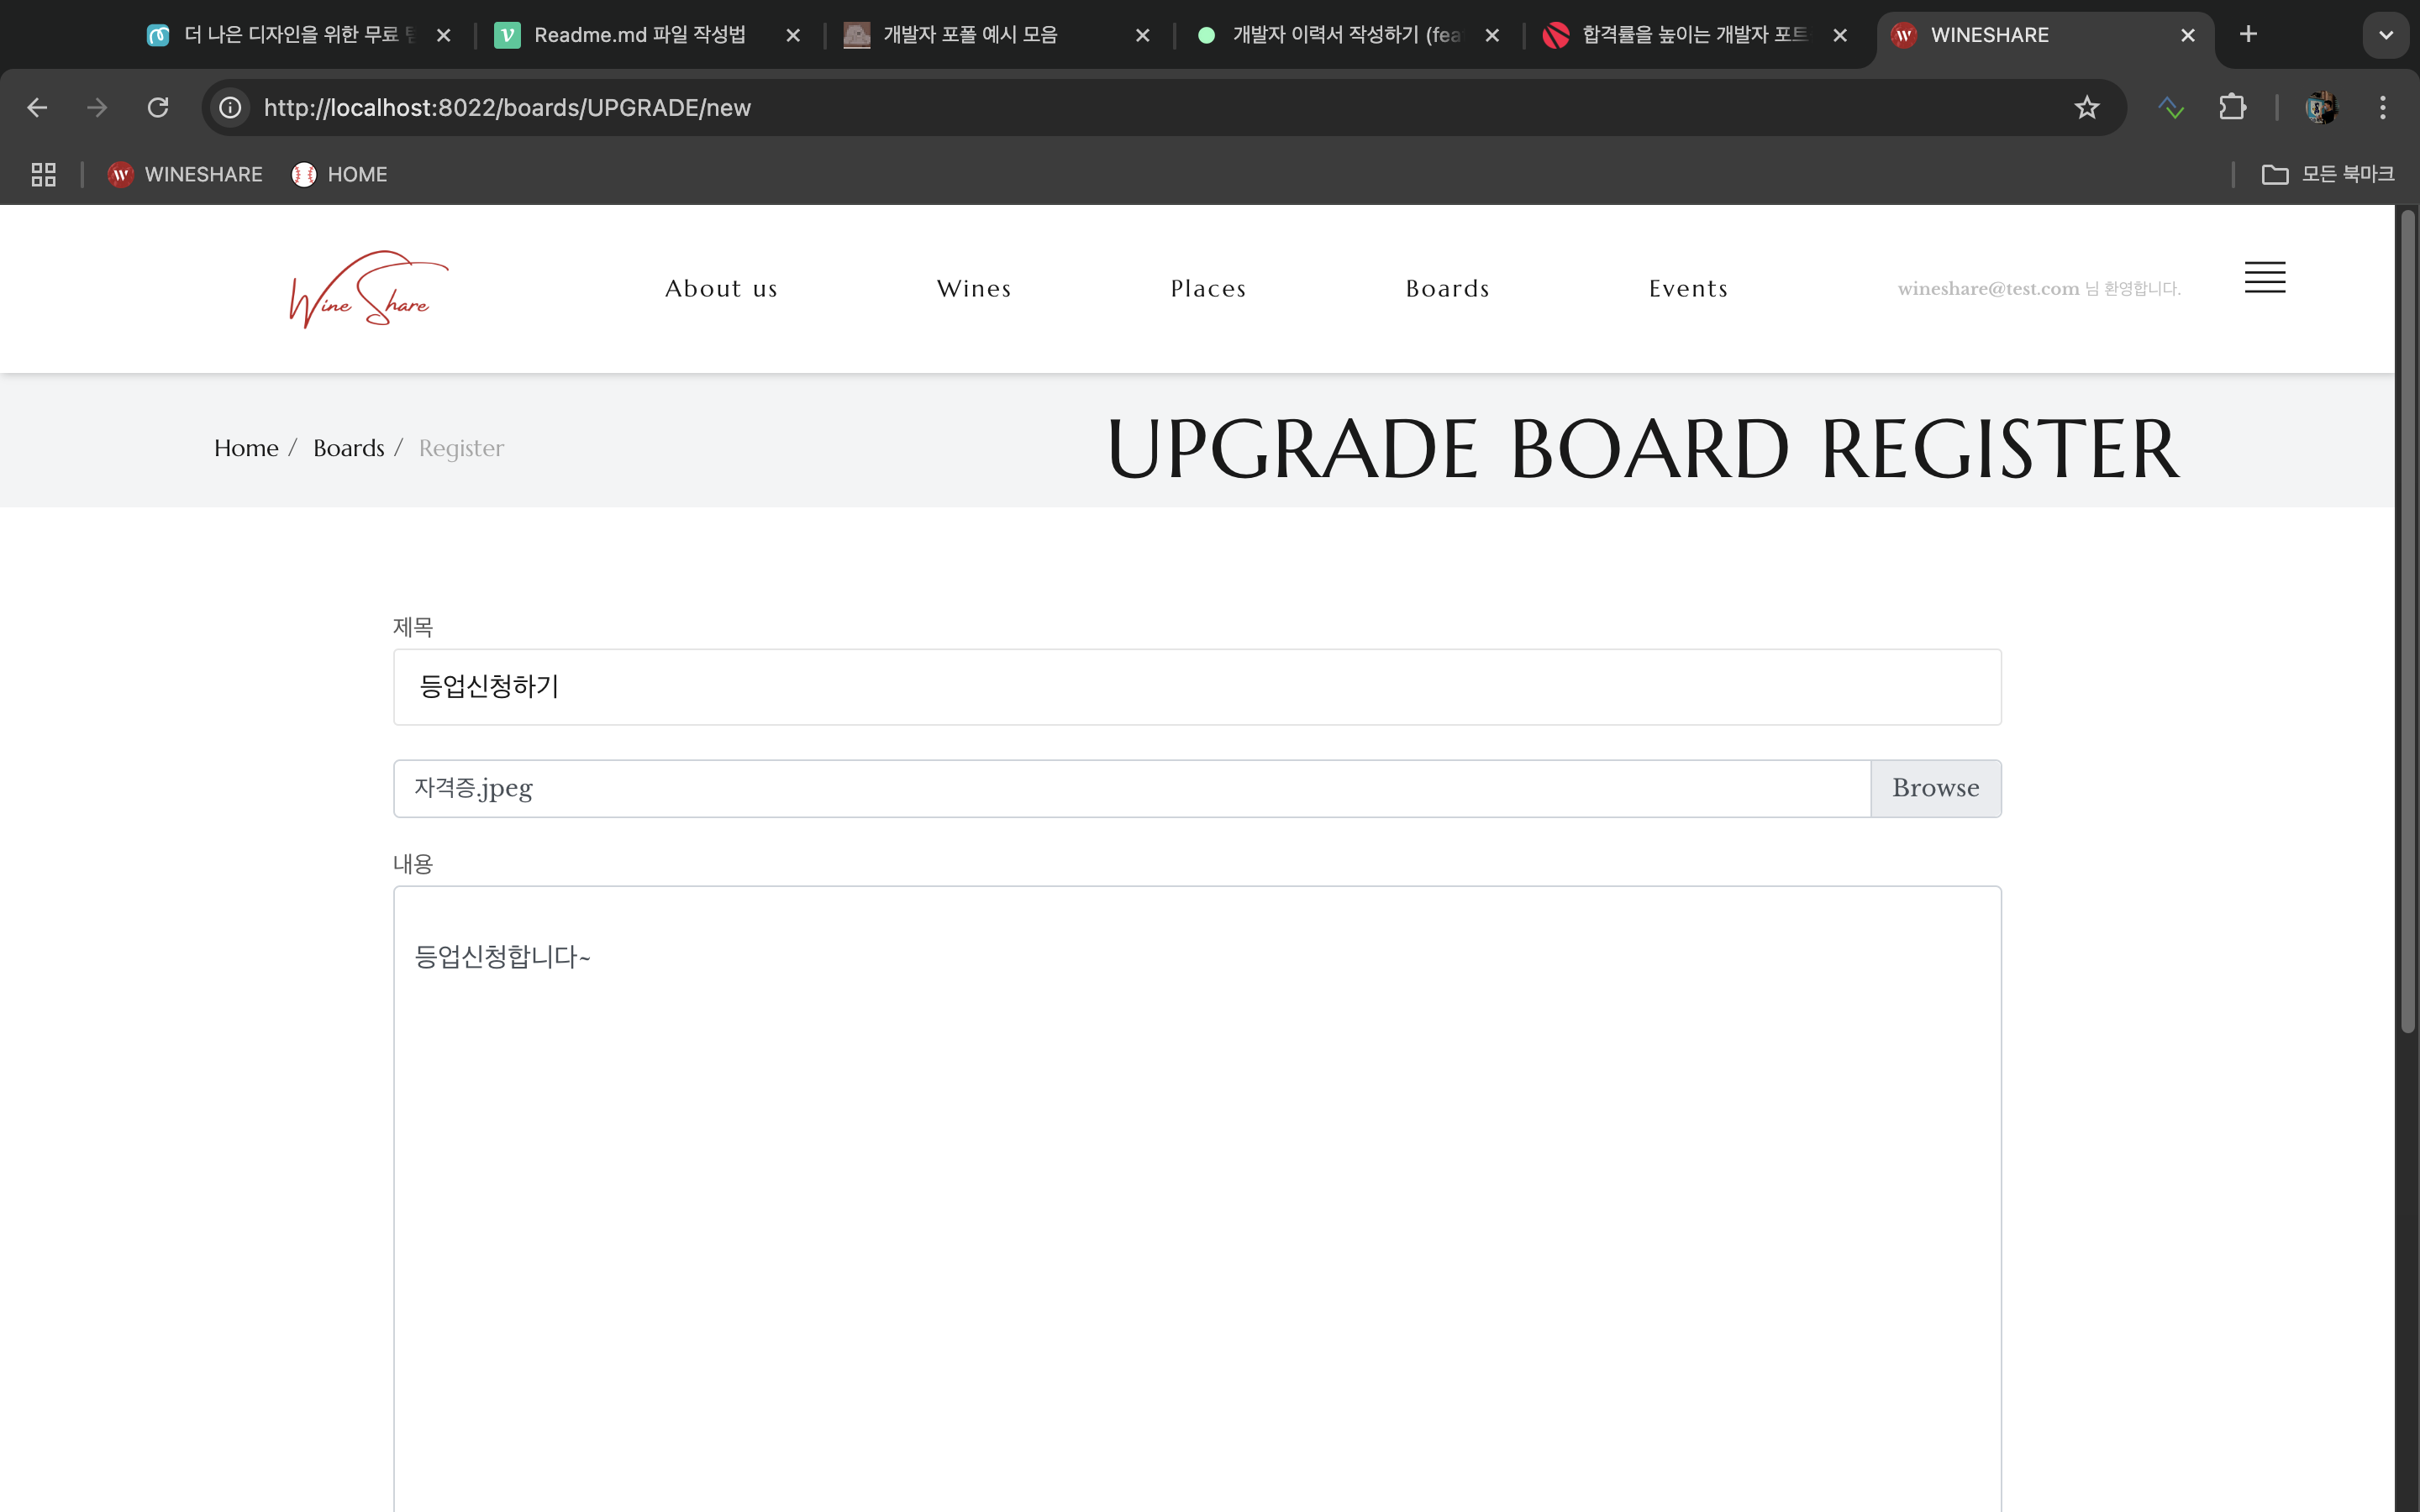 더 나은 디자인을 위한 무료
Readme.md 파일 작성법
개발자 포폴 예시 모음
개발자 이력서 작성하기 (fea
합격률을 높이는 개발자 포트
WINESHARE
http://localhost:8022/boards/UPGRADE/new
WINESHARE
HOME
모든 북마크
Wine Share
About us
Wines
Places
Boards
Events
wineshare@test.com 님 환영합니다.
Home / Boards / Register
UPGRADE BOARD REGISTER
제목
등업신청하기
자격증.jpeg
Browse
내용
등업신청합니다~